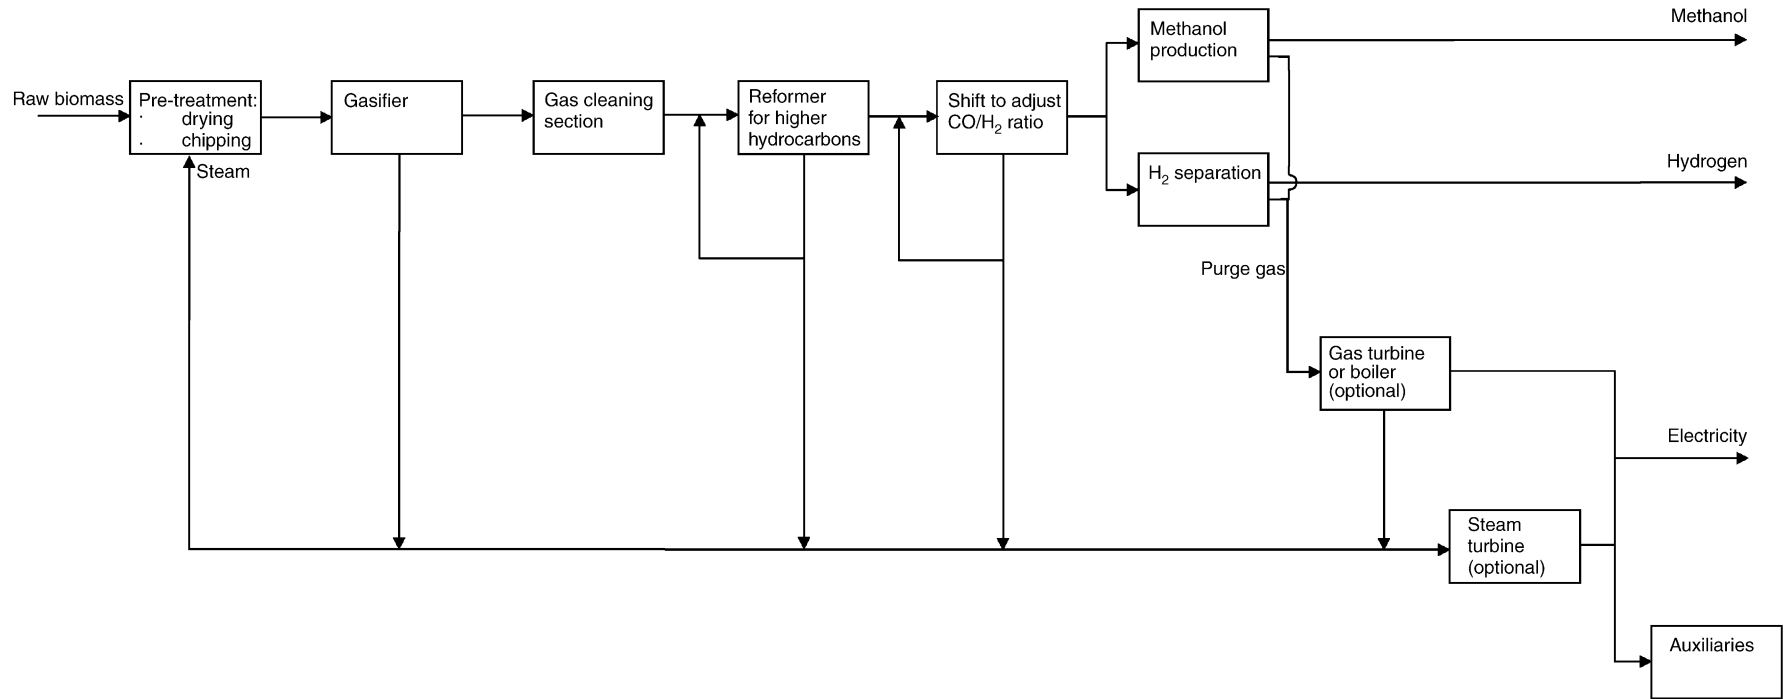 Methanol
Methanol
production
Raw biomass
Pre-treatment:
· drying
· chipping
Gasifier
Gas cleaning
section
Reformer
for higher
hydrocarbons
Shift to adjust
CO/H₂ ratio
Steam
H₂ separation
Hydrogen
Purge gas
Gas turbine
or boiler
(optional)
Electricity
Steam
turbine
(optional)
Auxiliaries